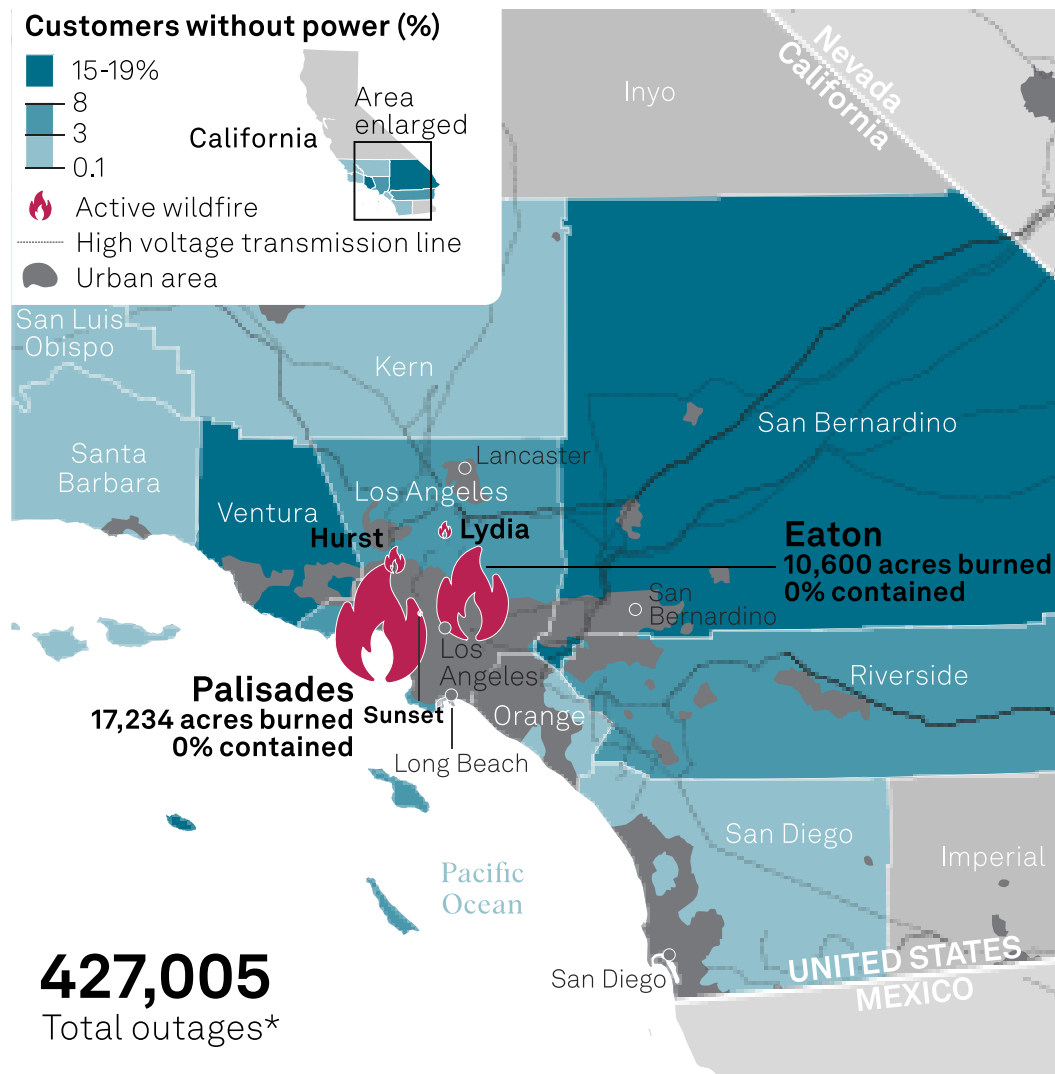 Customers without power (%)
15-19%
8
3
0.1
Active wildfire
High voltage transmission line
Urban area
California
Area
enlarged
Nevada
California
Inyo
San Luis
Obispo
Kern
San Bernardino
Santa
Barbara
Lancaster
Los Angeles
Ventura
Hurst
Lydia
Eaton
10,600 acres burned
0% contained
San
Bernardino
Los
Angeles
Riverside
Palisades
17,234 acres burned
0% contained
Sunset
Orange
Long Beach
San Diego
Imperial
Pacific
Ocean
San Diego
UNITED STATES
MEXICO
427,005
Total outages*